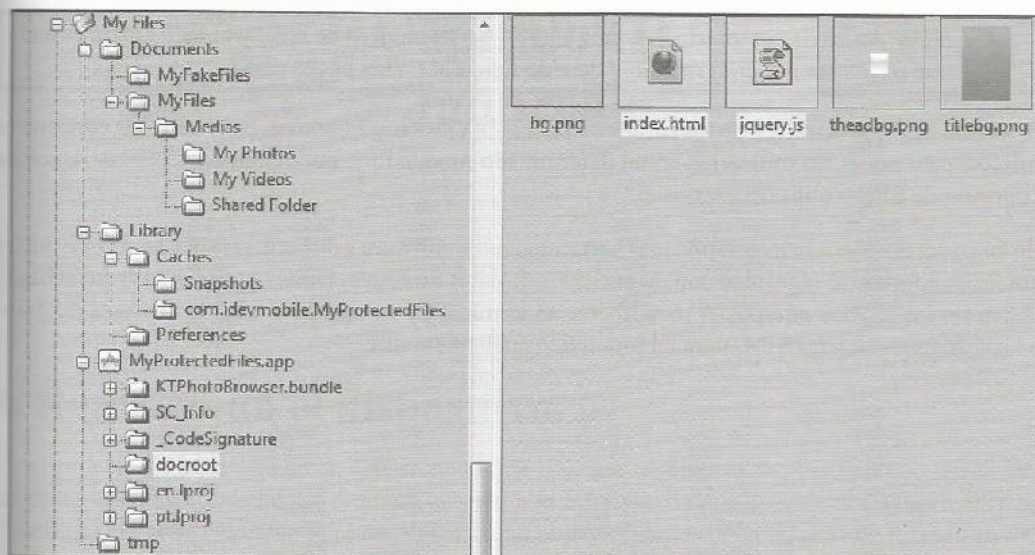 My Files
Documents
MyFakeFiles
MyFiles
Medias
My Photos
My Videos
Shared Folder
Library
Caches
Snapshots
com.idevmobile.MyProtectedFiles
Preferences
MyProtectedFiles.app
KTPhotoBrowser.bundle
SC_Info
_CodeSignature
docroot
en.lproj
pt.lproj
tmp
bg.png
index.html
jquery.js
theadbg.png
titlebg.png